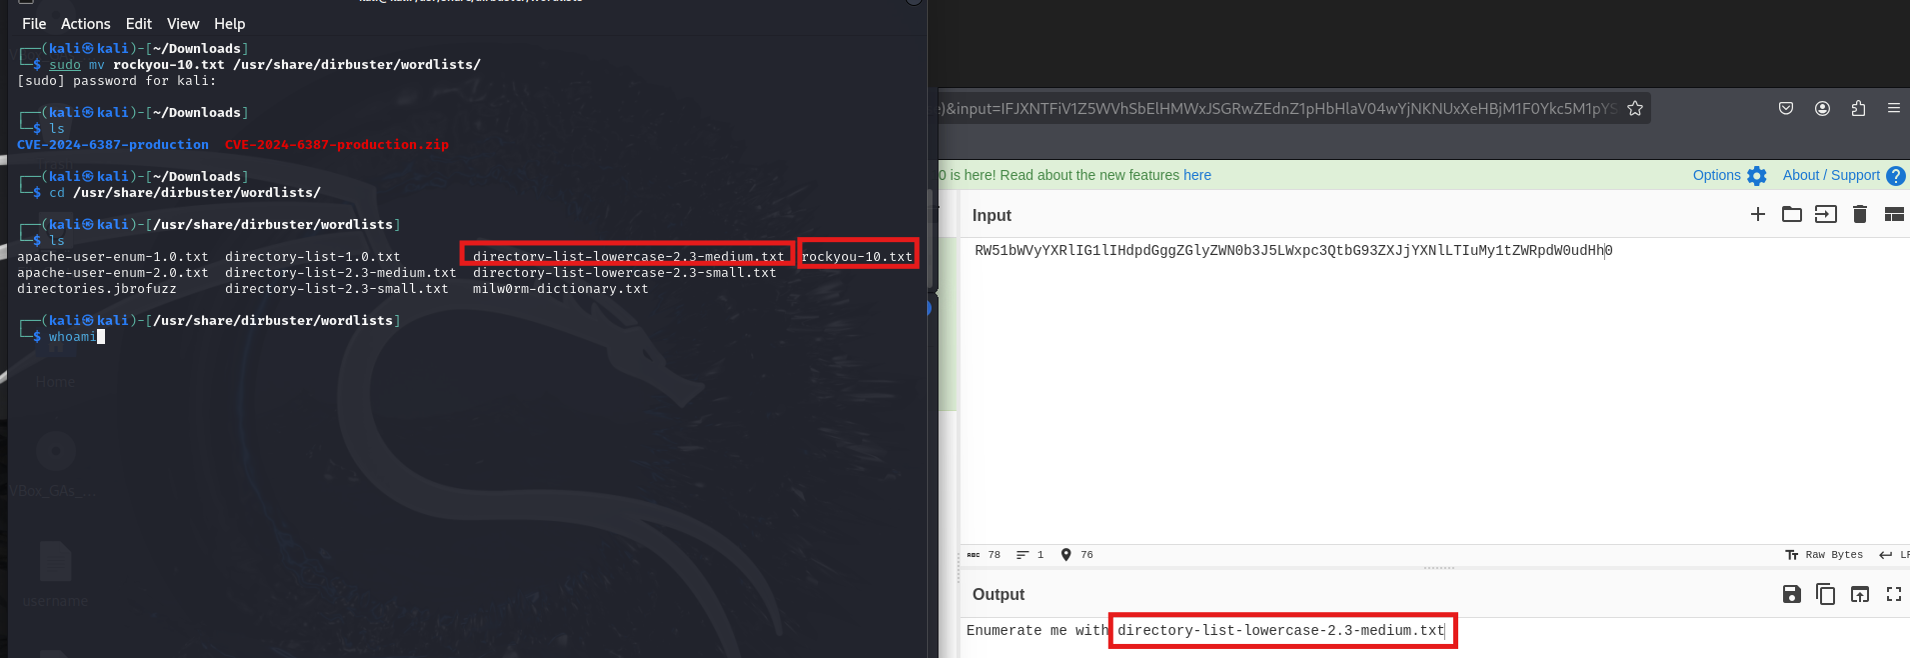 File Actions Edit View Help
┌──(kali㉿kali)-[~/Downloads]
└─$ sudo mv rockyou-10.txt /usr/share/dirbuster/wordlists/
[sudo] password for kali:
┌──(kali㉿kali)-[~/Downloads]
└─$ ls
CVE-2024-6387-production CVE-2024-6387-production.zip
┌──(kali㉿kali)-[~/Downloads]
└─$ cd /usr/share/dirbuster/wordlists/
┌──(kali㉿kali)-[/usr/share/dirbuster/wordlists]
└─$ ls
apache-user-enum-1.0.txt directory-list-1.0.txt directory-list-lowercase-2.3-medium.txt rockyou-10.txt
apache-user-enum-2.0.txt directory-list-2.3-medium.txt directory-list-lowercase-2.3-small.txt
directories.jbrofuzz directory-list-2.3-small.txt milw0rm-dictionary.txt
┌──(kali㉿kali)-[/usr/share/dirbuster/wordlists]
└─$ whoami
Home
VBox_GAs_...
username
0 is here! Read about the new features here
Options
About / Support
Input
RW51bWVyYXRlIG1lIHdpdGggZGlyZWN0b3J5LWxpc3QtbG93ZXJjYXNlLTIuMy1tZWRpdW0udHh0
ABC 78 1 76
Tт Raw Bytes
Output
Enumerate me with directory-list-lowercase-2.3-medium.txt